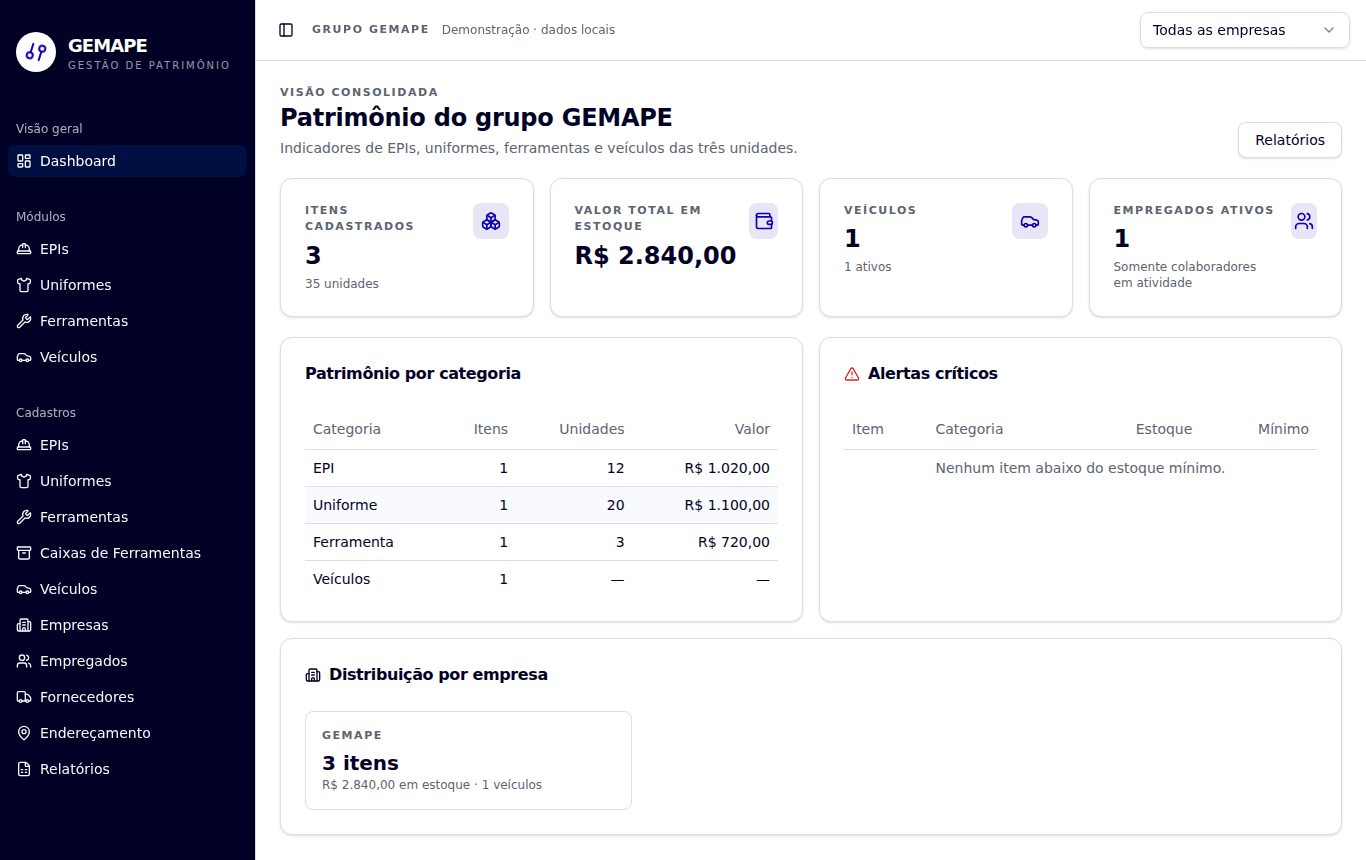 GEMAPE
GESTÃO DE PATRIMÔNIO
Visão geral
Dashboard
Módulos
EPIs
Uniformes
Ferramentas
Veículos
Cadastros
EPIs
Uniformes
Ferramentas
Caixas de Ferramentas
Veículos
Empresas
Empregados
Fornecedores
Endereçamento
Relatórios
GRUPO GEMAPE Demonstração · dados locais
Todas as empresas
VISÃO CONSOLIDADA
Patrimônio do grupo GEMAPE
Indicadores de EPIs, uniformes, ferramentas e veículos das três unidades.
Relatórios
ITENS
CADASTRADOS
3
35 unidades
VALOR TOTAL EM
ESTOQUE
R$ 2.840,00
VEÍCULOS
1
1 ativos
EMPREGADOS ATIVOS
1
Somente colaboradores
em atividade
Patrimônio por categoria
Categoria Itens Unidades Valor
EPI 1 12 R$ 1.020,00
Uniforme 1 20 R$ 1.100,00
Ferramenta 1 3 R$ 720,00
Veículos 1 — —
Alertas críticos
Item Categoria Estoque Mínimo
Nenhum item abaixo do estoque mínimo.
Distribuição por empresa
GEMAPE
3 itens
R$ 2.840,00 em estoque · 1 veículos